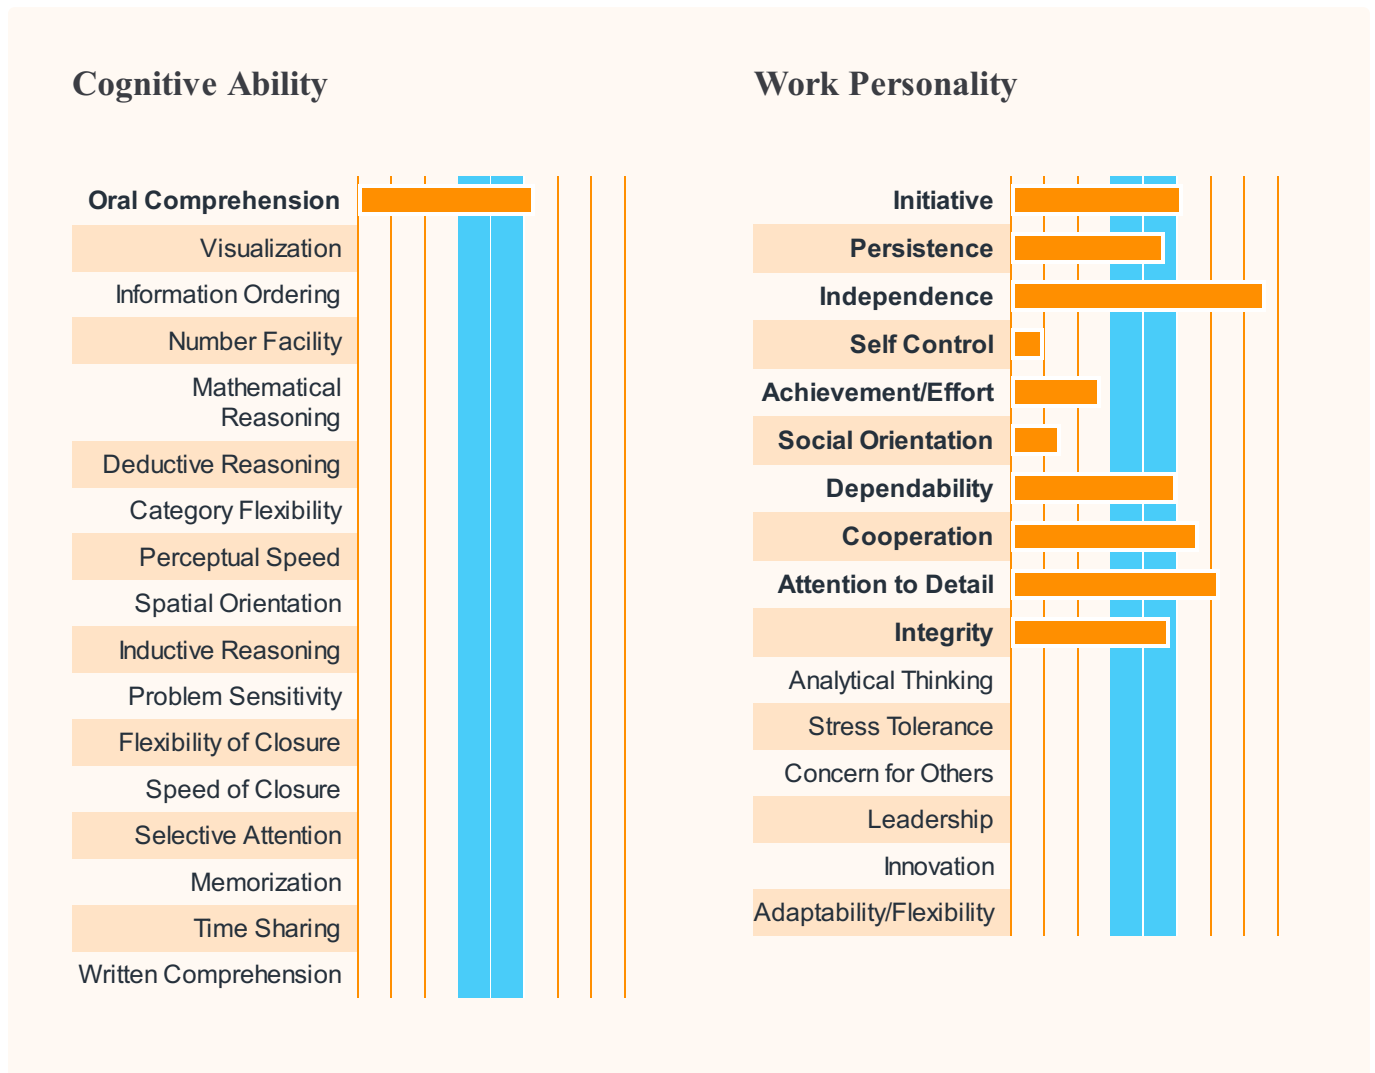 Cognitive Ability
Oral Comprehension
Visualization
Information Ordering
Number Facility
Mathematical
Reasoning
Deductive Reasoning
Category Flexibility
Perceptual Speed
Spatial Orientation
Inductive Reasoning
Problem Sensitivity
Flexibility of Closure
Speed of Closure
Selective Attention
Memorization
Time Sharing
Written Comprehension
Work Personality
Initiative
Persistence
Independence
Self Control
Achievement/Effort
Social Orientation
Dependability
Cooperation
Attention to Detail
Integrity
Analytical Thinking
Stress Tolerance
Concern for Others
Leadership
Innovation
Adaptability/Flexibility